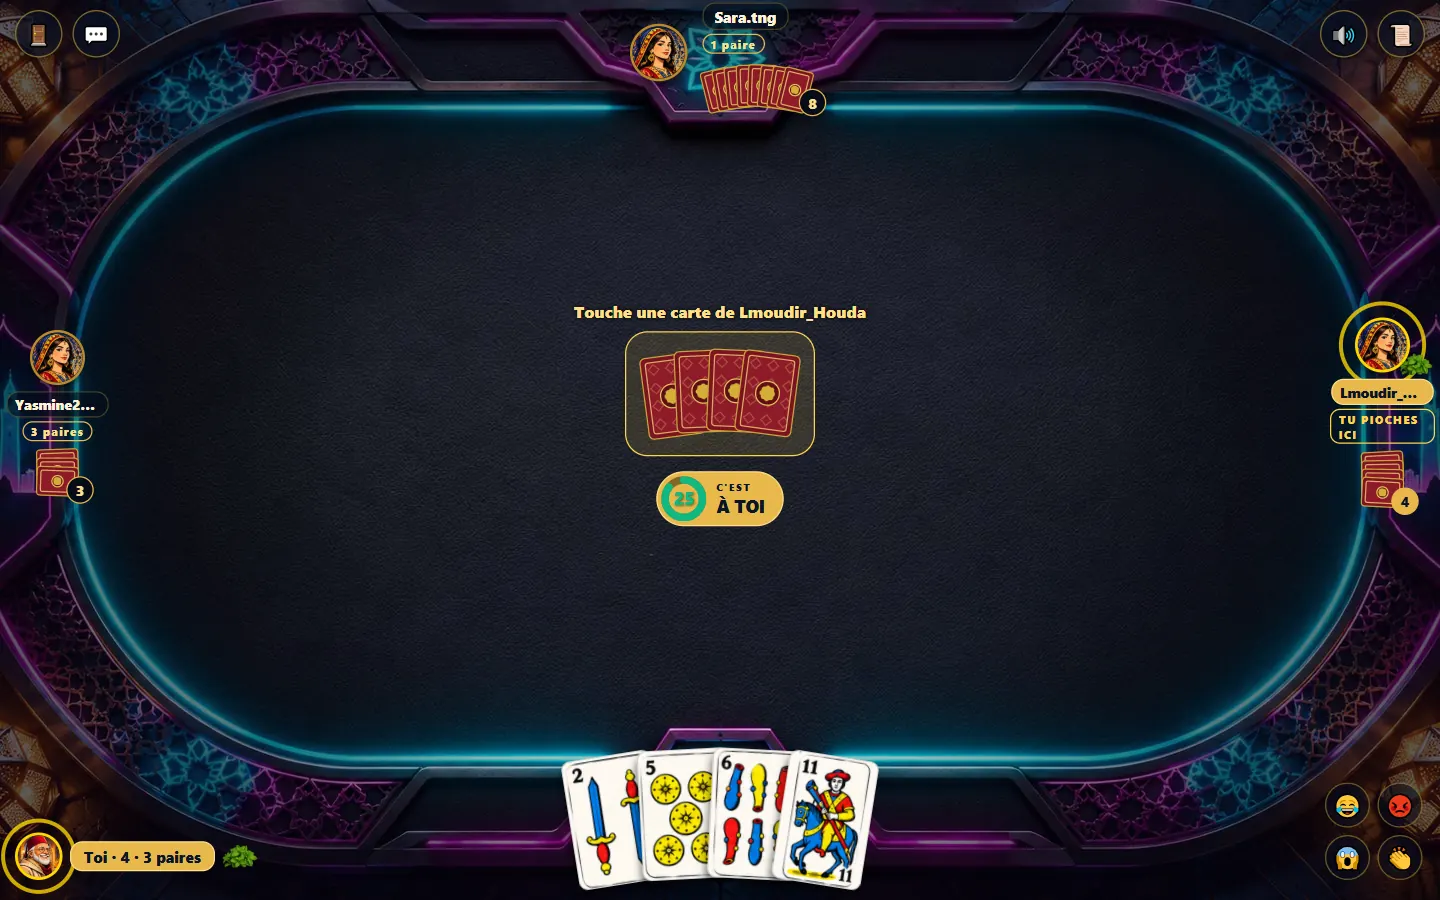 Sara.tng
1 paire
8
Touche une carte de Lmoudir_Houda
Yasmine2...
3 paires
3
Lmoudir_...
TU PIOCHES
ICI
4
25
C'EST
À TOI
2
5
6
11
11
Toi · 4 · 3 paires